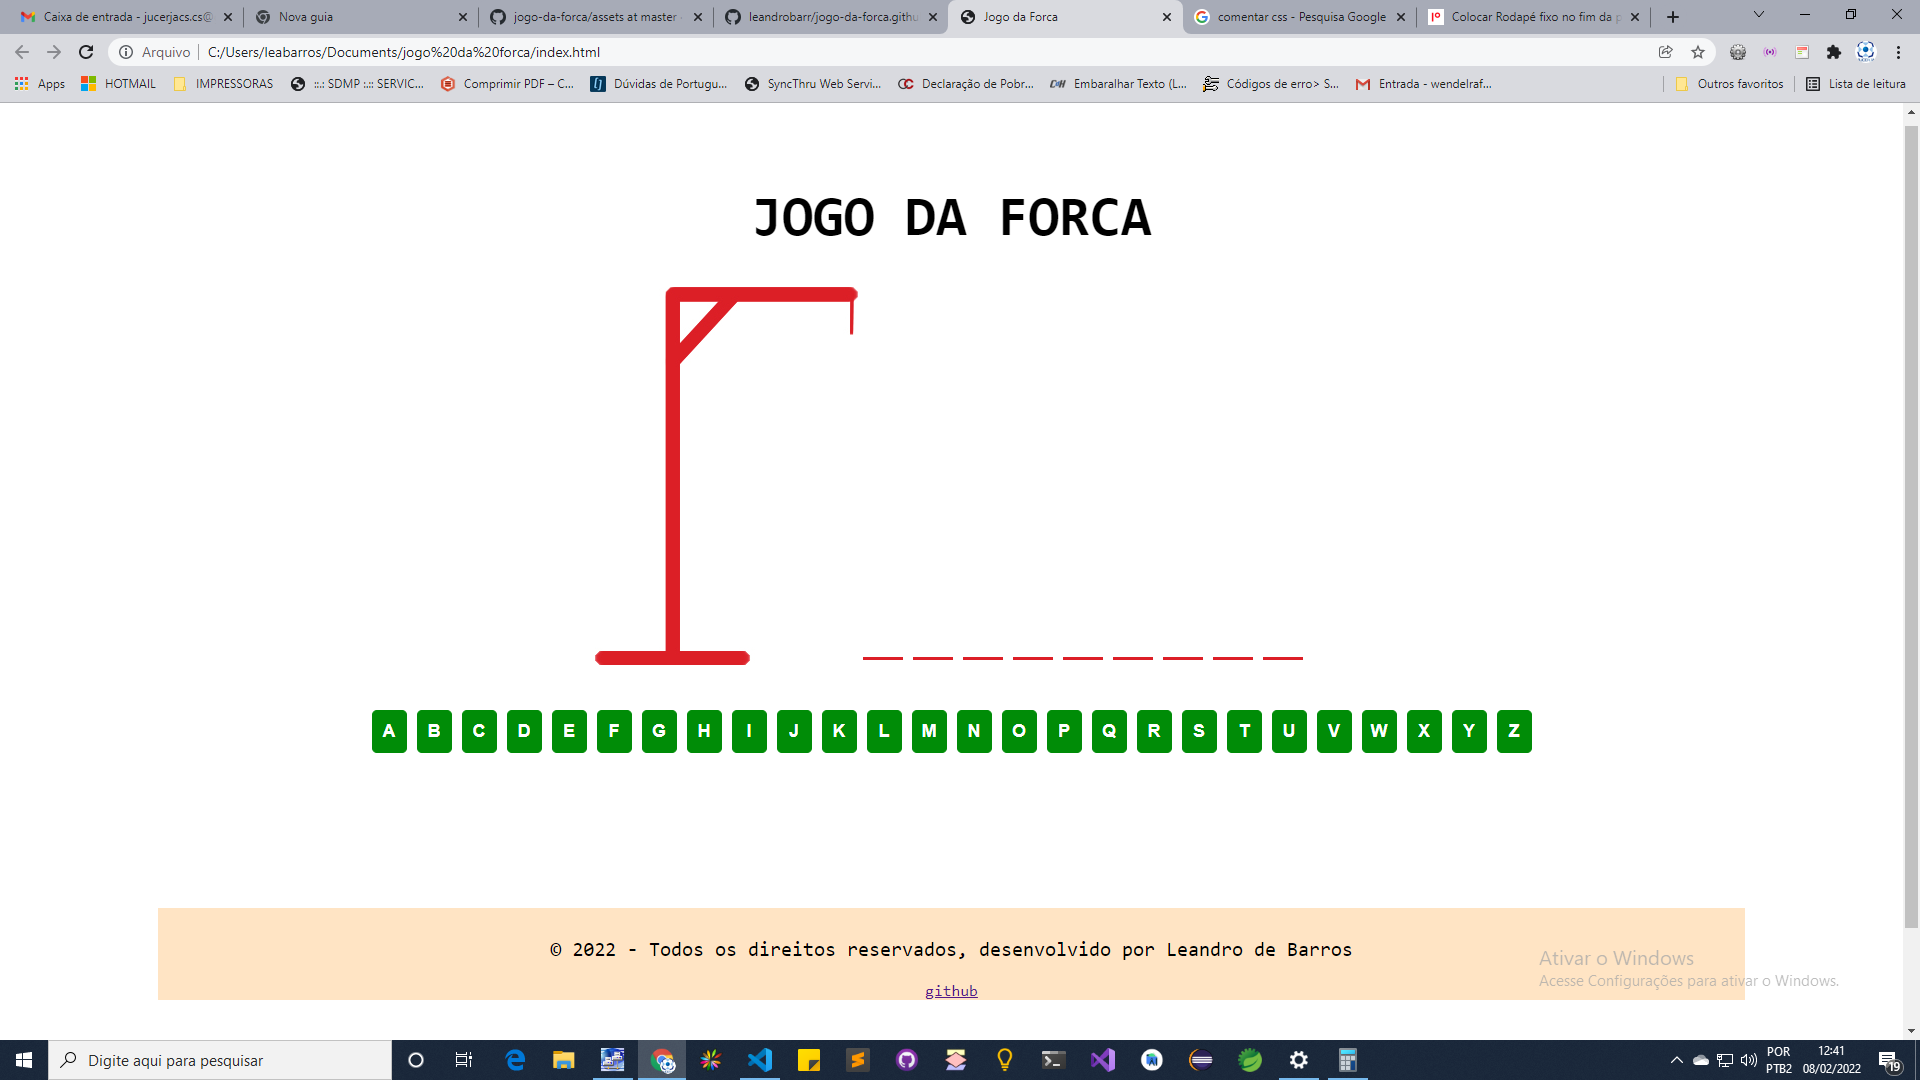 Caixa de entrada - jucerjacs.cs@
Nova guia
jogo-da-forca/assets at master
leandrobarr/jogo-da-forca.githu
Jogo da Forca
comentar css - Pesquisa Google
Colocar Rodapé fixo no fim da p
Arquivo
C:/Users/leabarros/Documents/jogo%20da%20forca/index.html
Apps
HOTMAIL
IMPRESSORAS
::.: SDMP ::.:: SERVIC...
Comprimir PDF – C...
Dúvidas de Portugu...
SyncThru Web Servi...
Declaração de Pobr...
Embaralhar Texto (L...
Códigos de erro> S...
Entrada - wendelraf...
Outros favoritos
Lista de leitura
JOGO DA FORCA
A B C D E F G H I J K L M N O P Q R S T U V W X Y Z
© 2022 - Todos os direitos reservados, desenvolvido por Leandro de Barros
github
Ativar o Windows
Acesse Configurações para ativar o Windows.
Digite aqui para pesquisar
POR
PTB2
12:41
08/02/2022
19